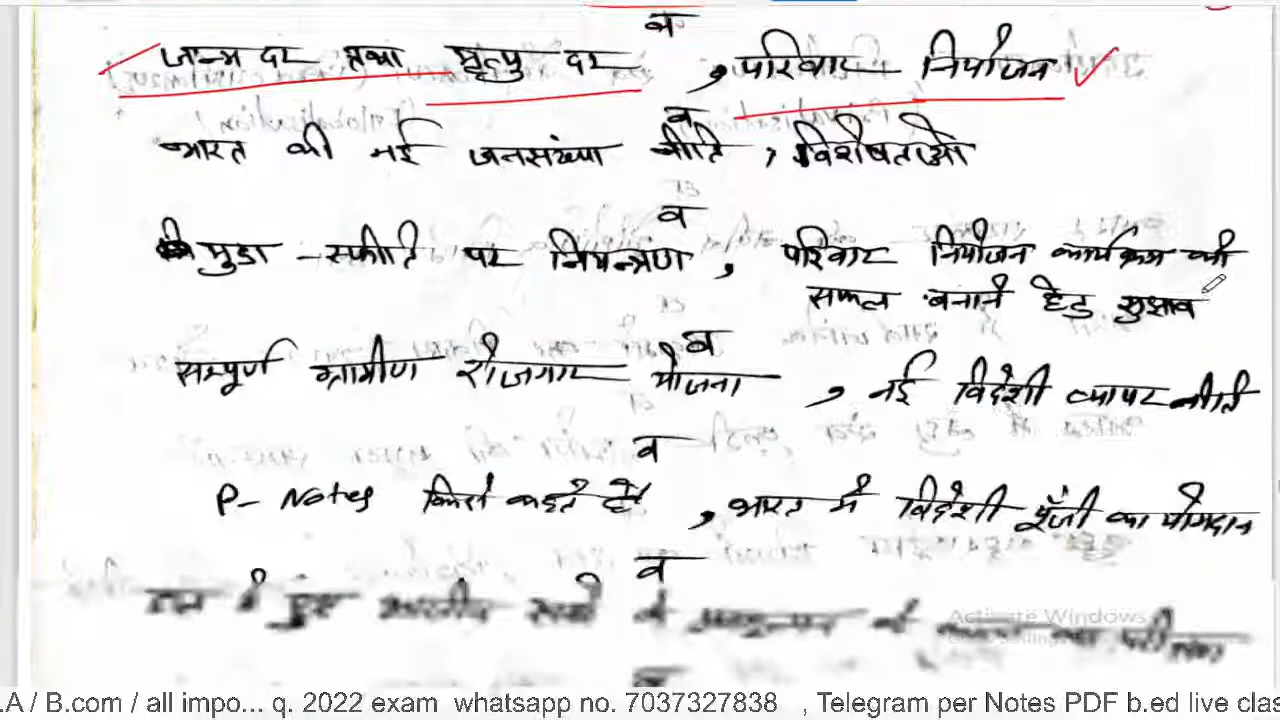 व
जन्म दर तथा मृत्यु दर , परिवार नियोजन
व
भारत की नई जनसंख्या नीति , विशेषताओ
व
मुद्रा - स्फीति पर नियन्त्रण , परिवार नियोजन कार्यक्रम को
सफल बनाने हेतु सुझाव
व
सम्पूर्ण ग्रामीण रोजगार योजना , नई विदेशी व्यापार नीति
व
P- Notes किसे कहते है , भारत मे विदेशी पूँजी का योगदान
व
Activate Windows
.A / B.com / all impo... q. 2022 exam whatsapp no. 7037327838 , Telegram per Notes PDF b.ed live clas